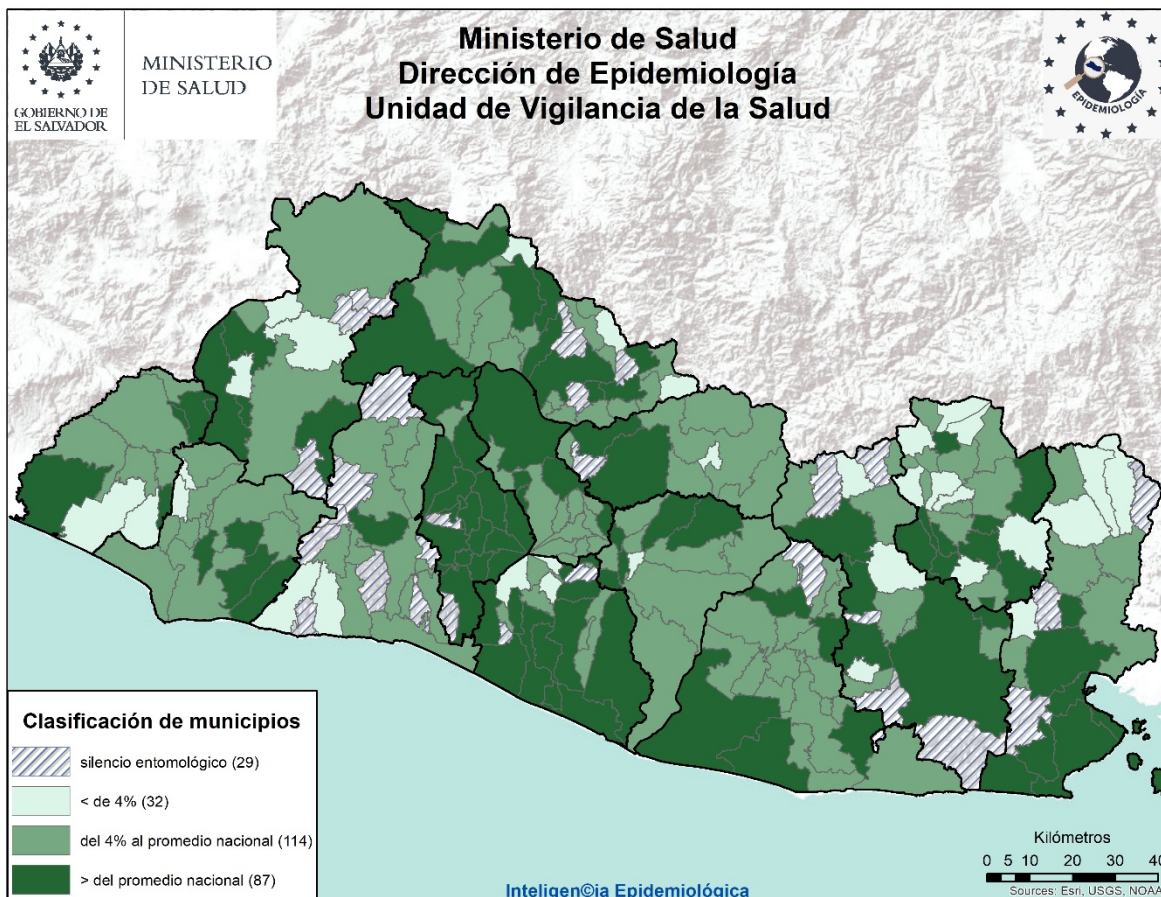 GOBIERNO DE
EL SALVADOR
MINISTERIO
DE SALUD
Ministerio de Salud
Dirección de Epidemiología
Unidad de Vigilancia de la Salud
EPIDEMIOLOGÍA
Clasificación de municipios
silencio entomológico (29)
< de 4% (32)
del 4% al promedio nacional (114)
> del promedio nacional (87)
Inteligen©ia Epidemiológica
Kilómetros
0 5 10 20 30 40
Sources: Esri, USGS, NOAA